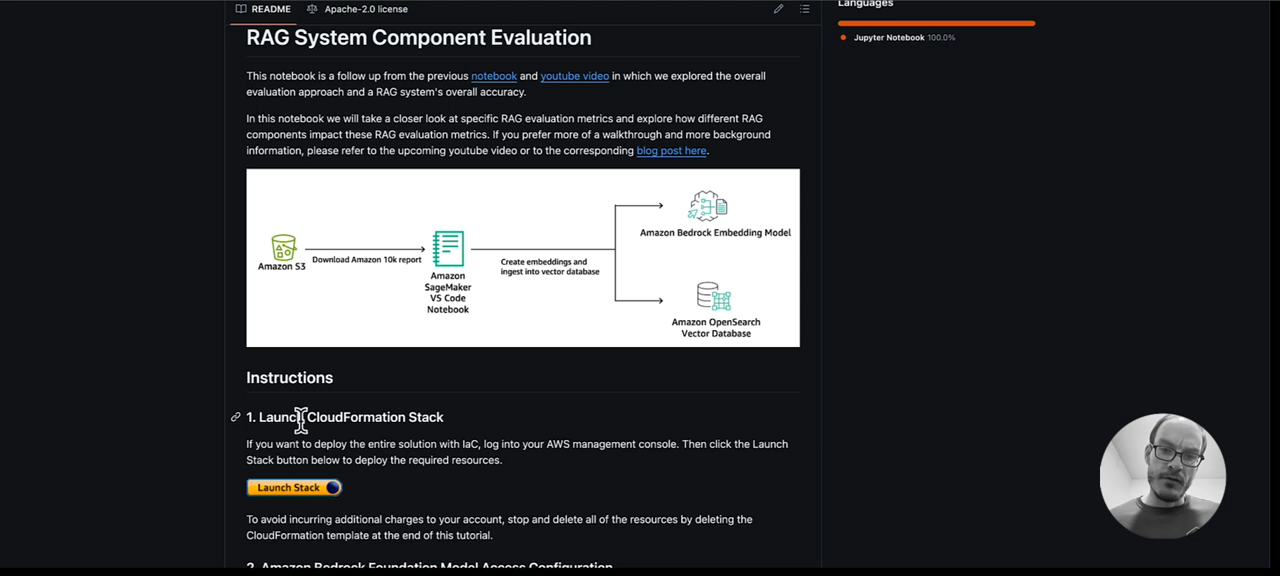 README
Apache-2.0 license
Languages
Jupyter Notebook 100.0%
RAG System Component Evaluation
This notebook is a follow up from the previous notebook and youtube video in which we explored the overall
evaluation approach and a RAG system's overall accuracy.
In this notebook we will take a closer look at specific RAG evaluation metrics and explore how different RAG
components impact these RAG evaluation metrics. If you prefer more of a walkthrough and more background
information, please refer to the upcoming youtube video or to the corresponding blog post here.
Amazon S3
Download Amazon 10k report
Amazon
SageMaker
VS Code
Notebook
Create embeddings and
ingest into vector database
Amazon Bedrock Embedding Model
Amazon OpenSearch
Vector Database
Instructions
1. Launch CloudFormation Stack
If you want to deploy the entire solution with IaC, log into your AWS management console. Then click the Launch
Stack button below to deploy the required resources.
Launch Stack
To avoid incurring additional charges to your account, stop and delete all of the resources by deleting the
CloudFormation template at the end of this tutorial.
2. Amazon Bedrock Foundation Model Access Configuration